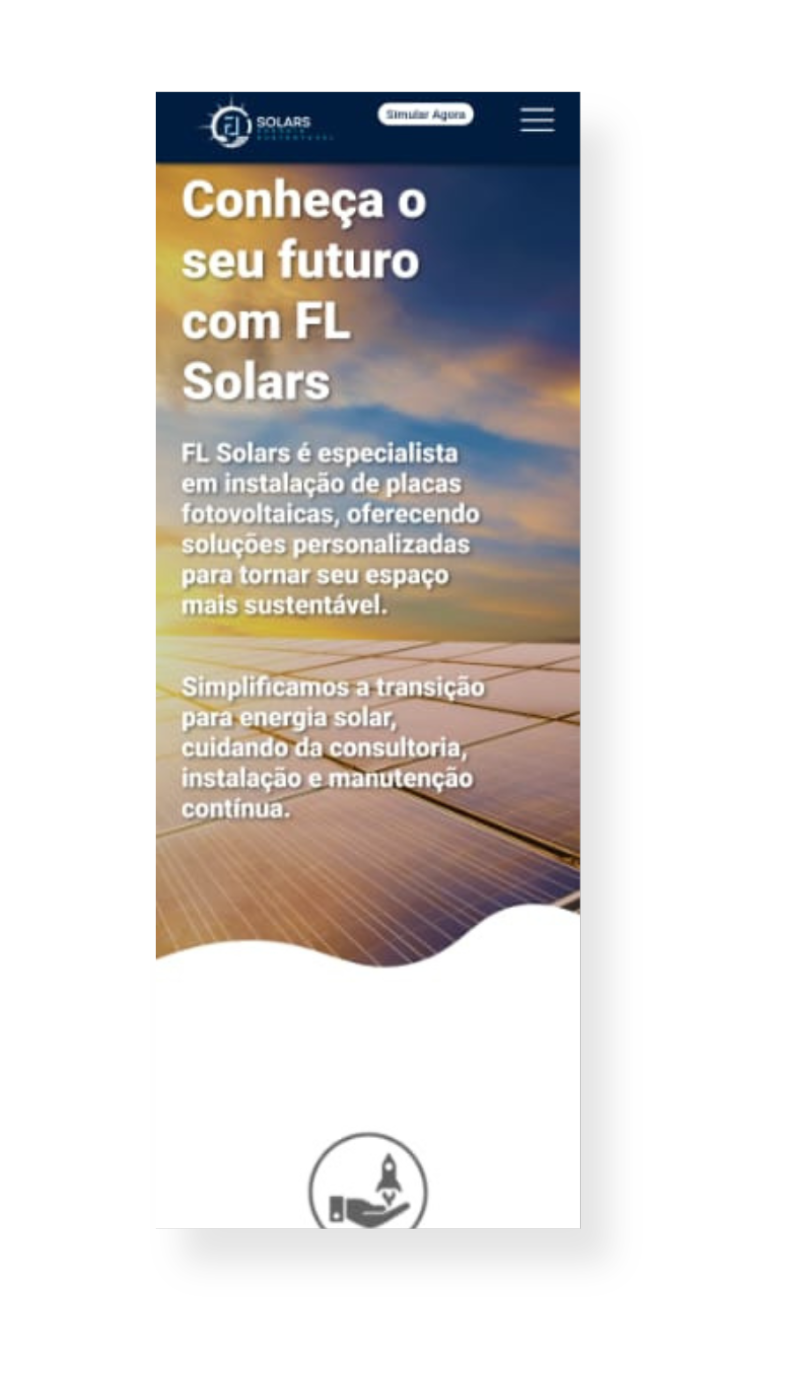 FL SOLARS
ENERGIA
SUSTENTÁVEL
Simular Agora
Conheça o
seu futuro
com FL
Solars
FL Solars é especialista
em instalação de placas
fotovoltaicas, oferecendo
soluções personalizadas
para tornar seu espaço
mais sustentável.
Simplificamos a transição
para energia solar,
cuidando da consultoria,
instalação e manutenção
contínua.